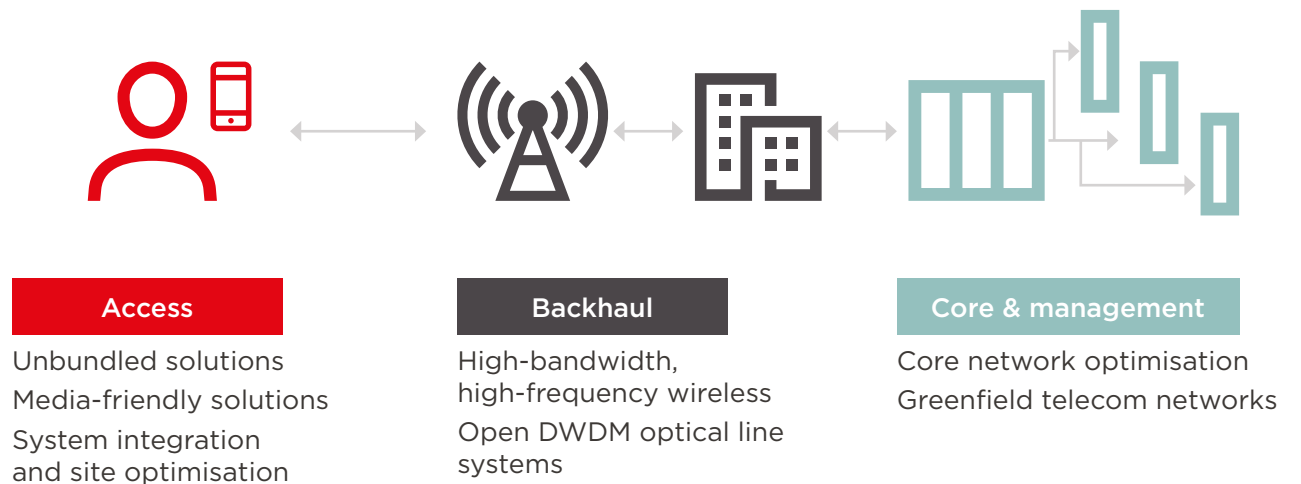 Access
Unbundled solutions
Media-friendly solutions
System integration
and site optimisation
Backhaul
High-bandwidth,
high-frequency wireless
Open DWDM optical line
systems
Core & management
Core network optimisation
Greenfield telecom networks